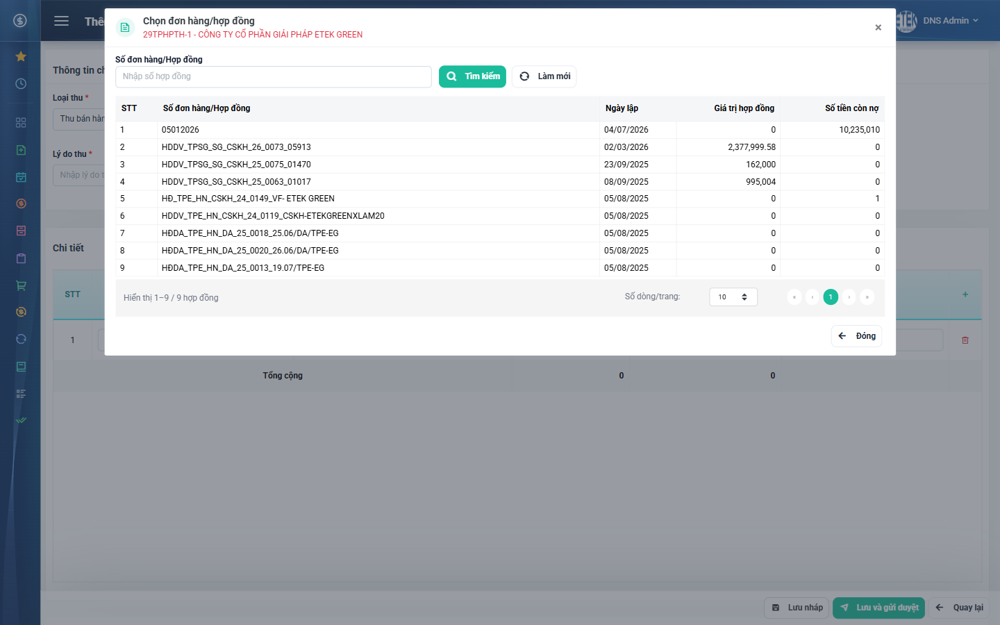 Chọn đơn hàng/hợp đồng
29TPHPTH-1 - CÔNG TY CỔ PHẦN GIẢI PHÁP ETEK GREEN
×
DNS Admin
Số đơn hàng/Hợp đồng
Nhập số hợp đồng
Tìm kiếm
Làm mới
STT Số đơn hàng/Hợp đồng Ngày lập Giá trị hợp đồng Số tiền còn nợ
1 05012026 04/07/2026 0 10,235,010
2 HDDV_TPSG_SG_CSKH_26_0073_05913 02/03/2026 2,377,999.58 0
3 HDDV_TPSG_SG_CSKH_25_0075_01470 23/09/2025 162,000 0
4 HDDV_TPSG_SG_CSKH_25_0063_01017 08/09/2025 995,004 0
5 HĐ_TPE_HN_CSKH_24_0149_VF- ETEK GREEN 05/08/2025 0 1
6 HDDV_TPE_HN_CSKH_24_0119_CSKH-ETEKGREENXLAM20 05/08/2025 0 0
7 HĐDA_TPE_HN_DA_25_0018_25.06/DA/TPE-EG 05/08/2025 0 0
8 HĐDA_TPE_HN_DA_25_0020_26.06/DA/TPE-EG 05/08/2025 0 0
9 HĐDA_TPE_HN_DA_25_0013_19.07/TPE-EG 05/08/2025 0 0
Hiển thị 1–9 / 9 hợp đồng
Số dòng/trang:
10
« ‹ 1 › »
Đóng
Thông tin
Loại thu *
Thu bán hàn
Lý do thu *
Nhập lý do
Chi tiết
STT +
1
Tổng cộng 0 0
Lưu nháp
Lưu và gửi duyệt
Quay lại